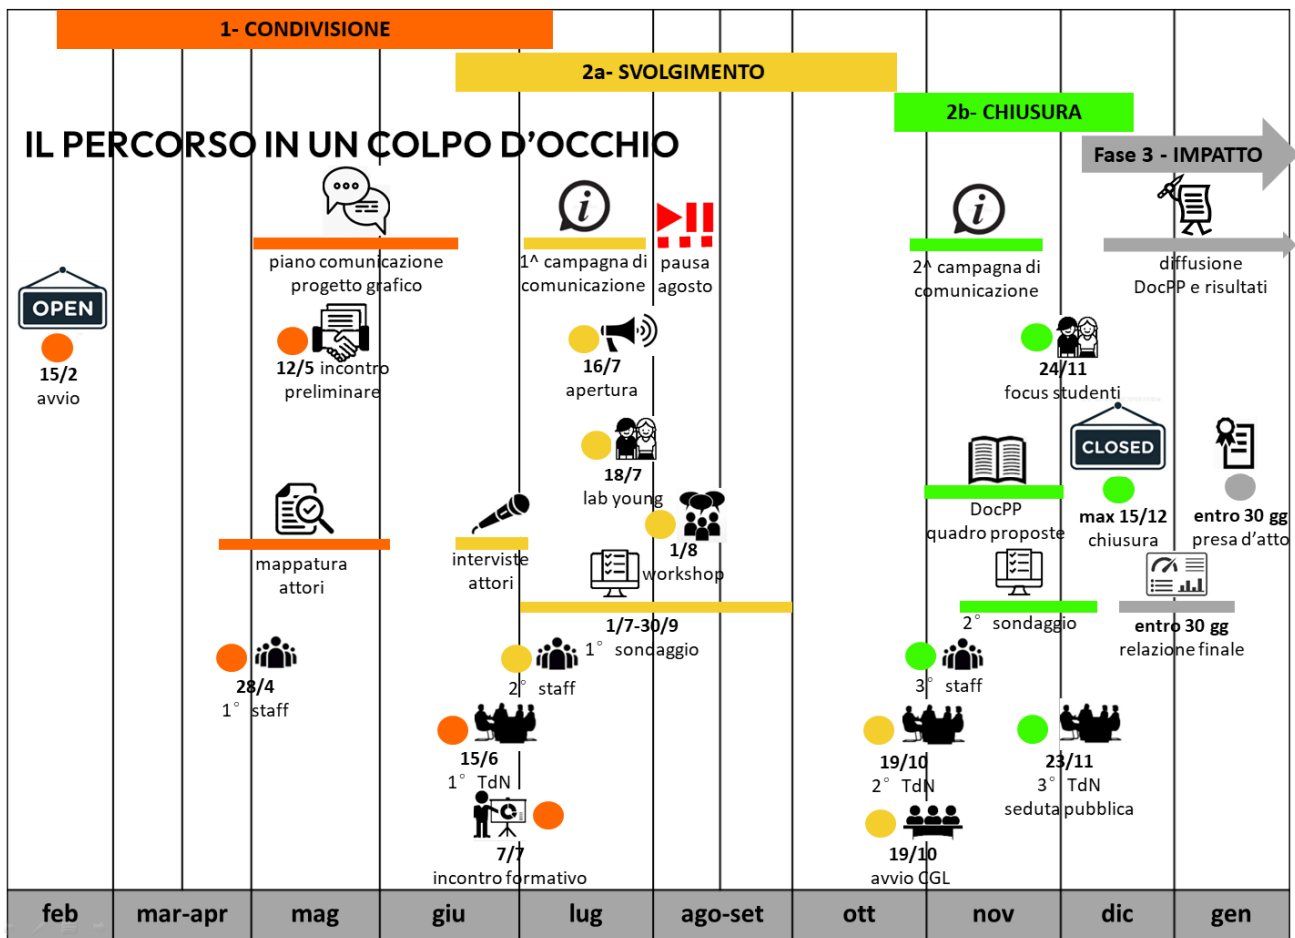 1- CONDIVISIONE
2a- SVOLGIMENTO
2b- CHIUSURA
IL PERCORSO IN UN COLPO D'OCCHIO
Fase 3 - IMPATTO
piano comunicazione
progetto grafico
1^ campagna di
comunicazione
pausa
agosto
2^ campagna di
comunicazione
diffusione
DocPP e risultati
OPEN
15/2
avvio
12/5 incontro
preliminare
16/7
apertura
24/11
focus studenti
18/7
lab young
CLOSED
max 15/12
chiusura
entro 30 gg
presa d'atto
DocPP
quadro proposte
mappatura
attori
interviste
attori
1/8
workshop
1/7-30/9
1° sondaggio
2° sondaggio
entro 30 gg
relazione finale
28/4
1° staff
2° staff
3° staff
15/6
1° TdN
19/10
2° TdN
23/11
3° TdN
seduta pubblica
7/7
incontro formativo
19/10
avvio CGL
feb
mar-apr
mag
giu
lug
ago-set
ott
nov
dic
gen